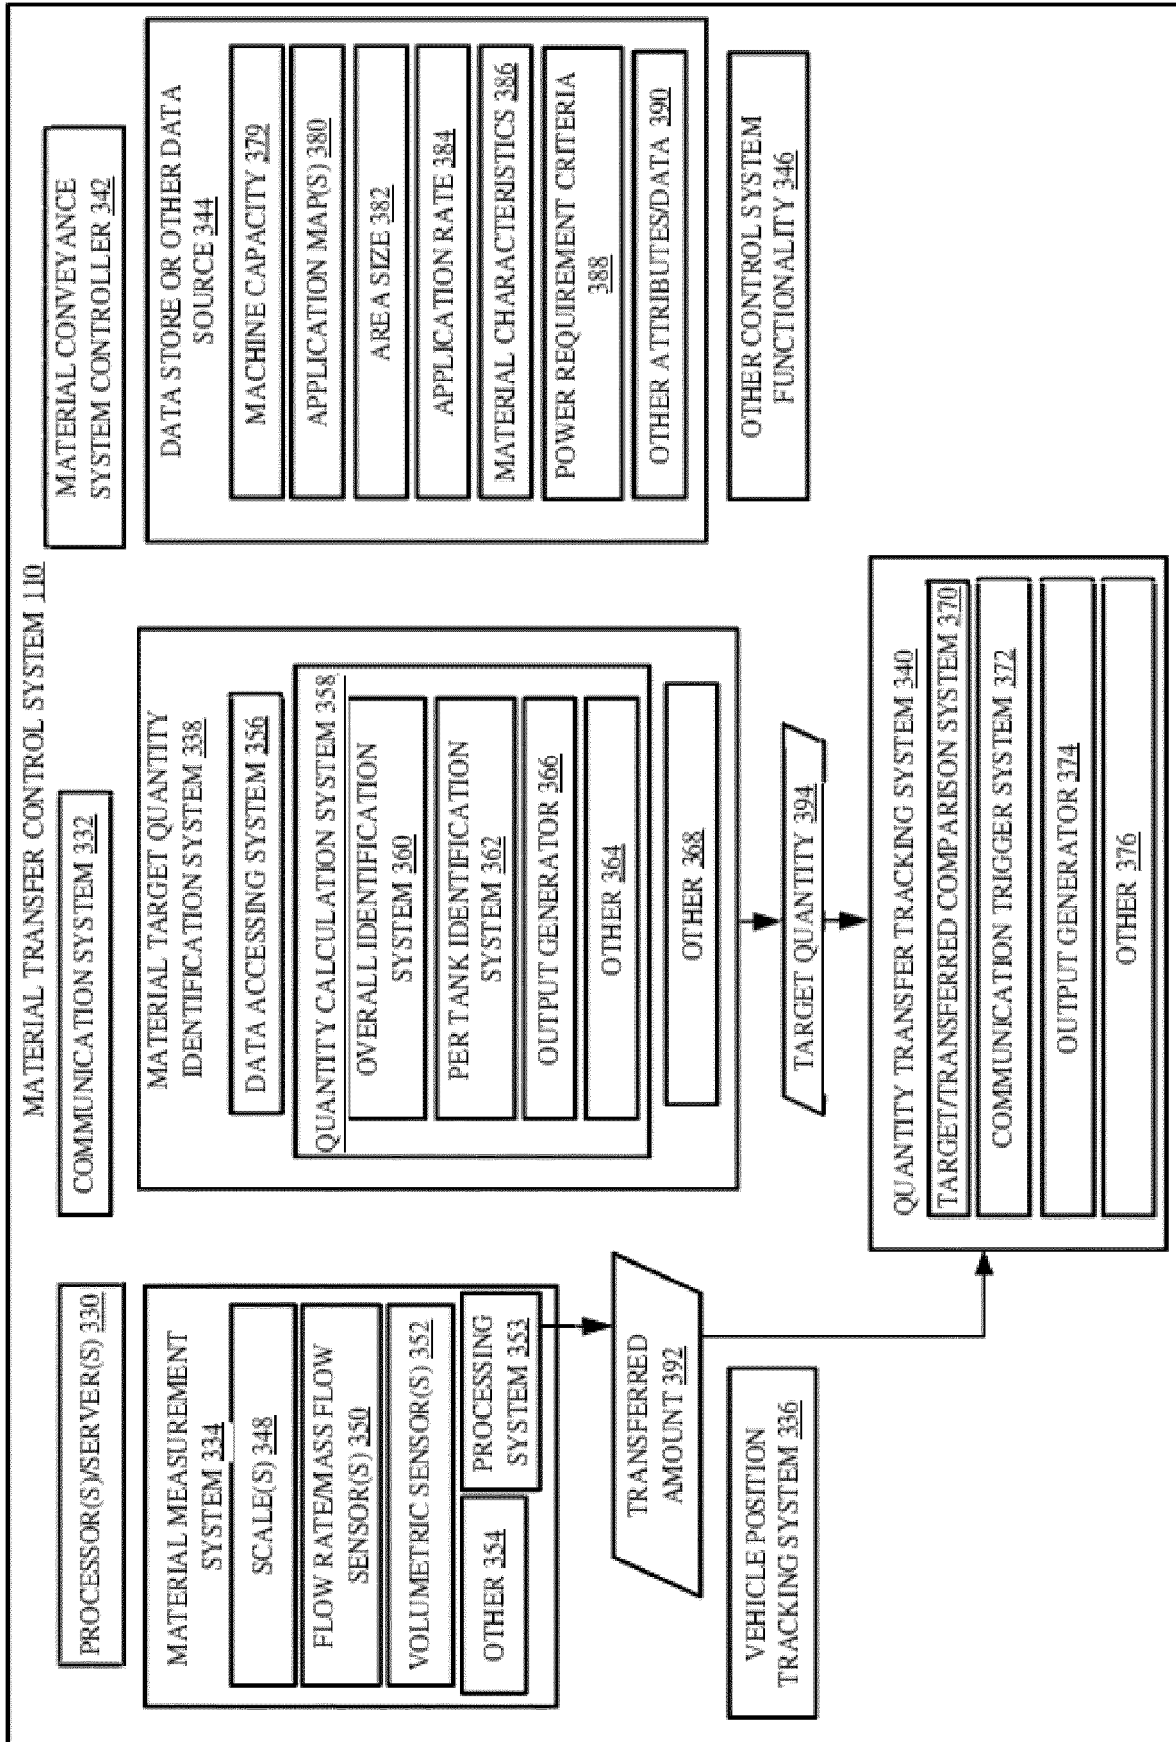 MATERIAL TRANSFER CONTROL SYSTEM 110
PROCESSOR(S)/SERVER(S) 330
MATERIAL MEASUREMENT
SYSTEM 334
SCALE(S) 348
FLOW RATE/MASS FLOW
SENSOR(S) 350
VOLUMETRIC SENSOR(S) 352
OTHER 354
PROCESSING
SYSTEM 353
TRANSFERRED
AMOUNT 392
VEHICLE POSITION
TRACKING SYSTEM 336
COMMUNICATION SYSTEM 332
MATERIAL TARGET QUANTITY
IDENTIFICATION SYSTEM 338
DATA ACCESSING SYSTEM 356
QUANTITY CALCULATION SYSTEM 358
OVERALL IDENTIFICATION
SYSTEM 360
PER TANK IDENTIFICATION
SYSTEM 362
OUTPUT GENERATOR 366
OTHER 364
OTHER 368
TARGET QUANTITY 394
QUANTITY TRANSFER TRACKING SYSTEM 340
TARGET/TRANSFERRED COMPARISON SYSTEM 370
COMMUNICATION TRIGGER SYSTEM 372
OUTPUT GENERATOR 374
OTHER 376
MATERIAL CONVEYANCE
SYSTEM CONTROLLER 342
DATA STORE OR OTHER DATA
SOURCE 344
MACHINE CAPACITY 379
APPLICATION MAP(S) 380
AREA SIZE 382
APPLICATION RATE 384
MATERIAL CHARACTERISTICS 386
POWER REQUIREMENT CRITERIA
388
OTHER ATTRIBUTES/DATA 390
OTHER CONTROL SYSTEM
FUNCTIONALITY 346